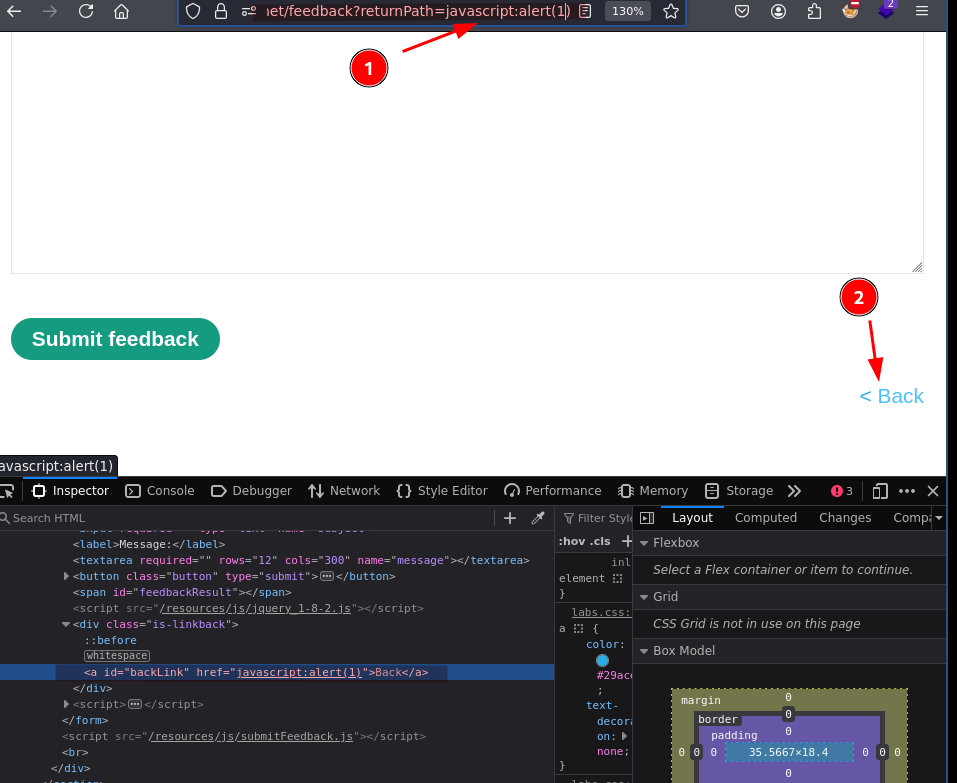 net/feedback?returnPath=javascript:alert(1)
130%
2
1
2
Submit feedback
< Back
avascript:alert(1)
Inspector Console Debugger Network Style Editor Performance Memory Storage 3
Search HTML
<label>Message:</label>
<textarea required="" rows="12" cols="300" name="message"></textarea>
<button class="button" type="submit"></button>
<span id="feedbackResult"></span>
<script src="/resources/js/jquery_1-8-2.js"></script>
<div class="is-linkback">
::before
whitespace
<a id="backLink" href="javascript:alert(1)">Back</a>
</div>
<script></script>
</form>
<script src="/resources/js/submitFeedback.js"></script>
<br>
</div>
Filter Style
:hov .cls +
inl
element {
}
labs.css:
a {
color:
#29acc
;
text-
decora
on:
none;
}
Layout Computed Changes Compa
Flexbox
Select a Flex container or item to continue.
Grid
CSS Grid is not in use on this page
Box Model
margin 0
border 0
padding 0
0 0 0 35.5667×18.4 0 0 0
0